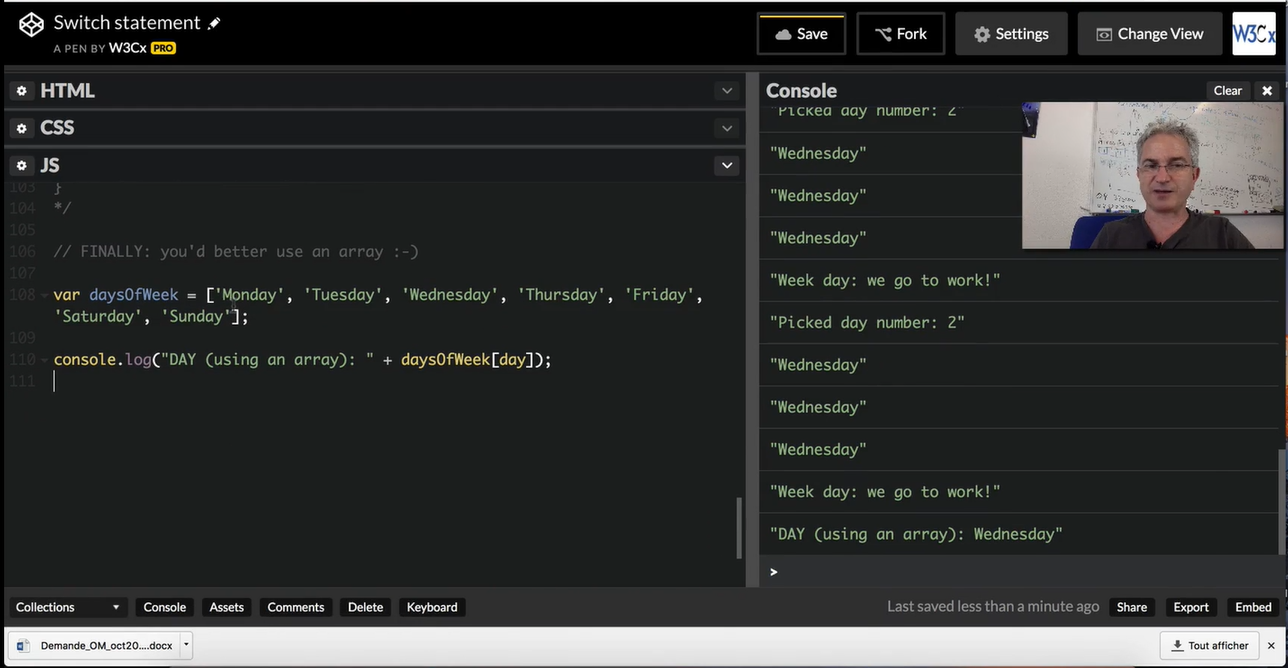 Switch statement
A PEN BY W3Cx PRO
Save
Fork
Settings
Change View
W3Cx
HTML
CSS
JS
103 }
104 */
105
106 // FINALLY: you'd better use an array :-)
107
108 var daysOfWeek = ['Monday', 'Tuesday', 'Wednesday', 'Thursday', 'Friday',
'Saturday', 'Sunday'];
109
110 console.log("DAY (using an array): " + daysOfWeek[day]);
111
Console
Clear
"Picked day number: 2"
"Wednesday"
"Wednesday"
"Wednesday"
"Week day: we go to work!"
"Picked day number: 2"
"Wednesday"
"Wednesday"
"Wednesday"
"Week day: we go to work!"
"DAY (using an array): Wednesday"
>
Collections
Console
Assets
Comments
Delete
Keyboard
Last saved less than a minute ago
Share
Export
Embed
Demande_OM_oct20....docx
Tout afficher